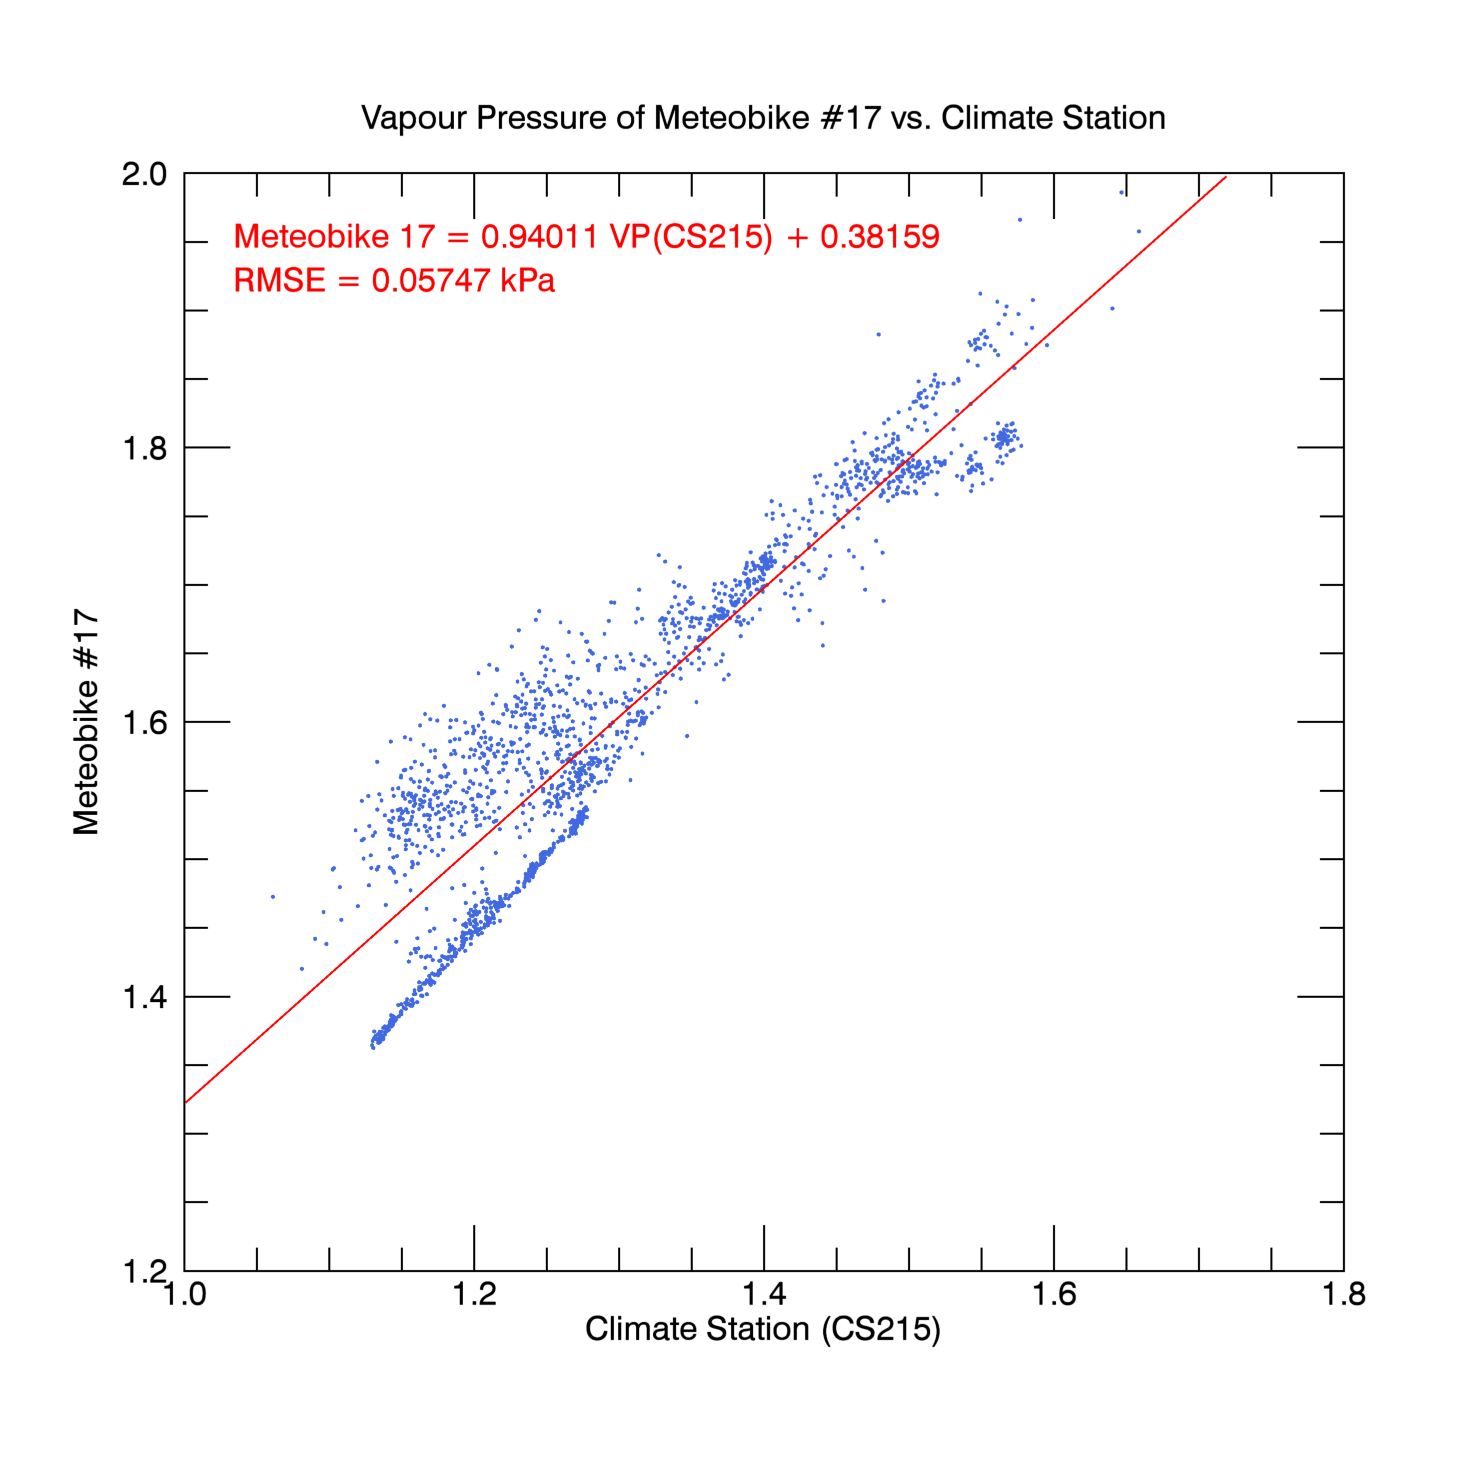 Vapour Pressure of Meteobike #17 vs. Climate Station
Meteobike 17 = 0.94011 VP(CS215) + 0.38159
RMSE = 0.05747 kPa
2.0
1.8
1.6
1.4
1.2
Meteobike #17
1.0 1.2 1.4 1.6 1.8
Climate Station (CS215)